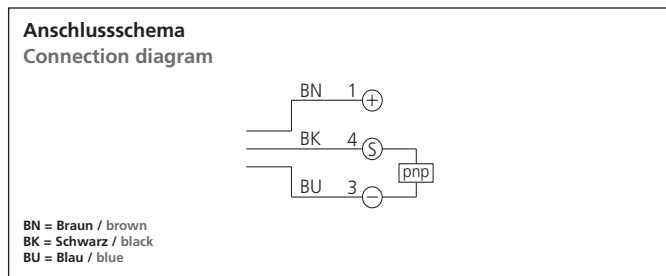 Anschlussschema
Connection diagram
BN 1 +
BK 4 S
pnp
BU 3 −
BN = Braun / brown
BK = Schwarz / black
BU = Blau / blue